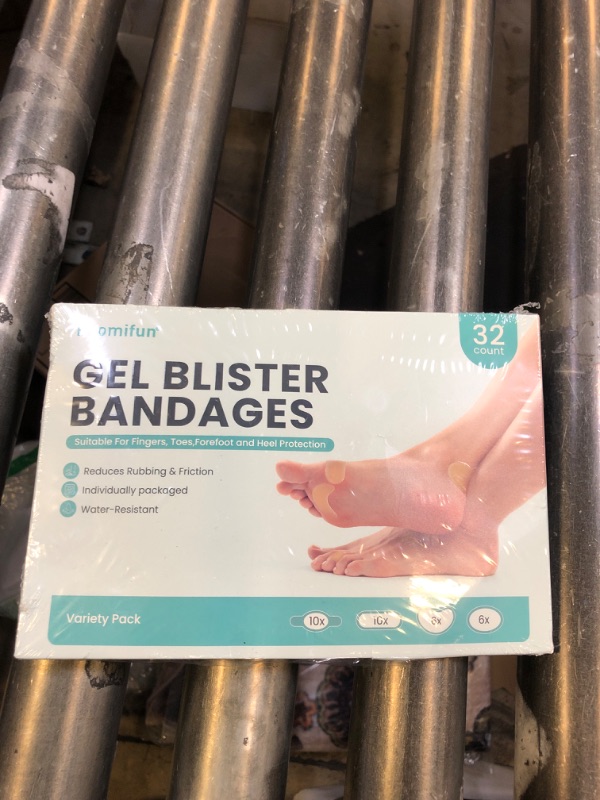 32
count
GEL BLISTER
BANDAGES
Suitable For Fingers, Toes,Forefoot and Heel Protection
Reduces Rubbing & Friction
Individually packaged
Water-Resistant
Variety Pack
10x
10x
6x